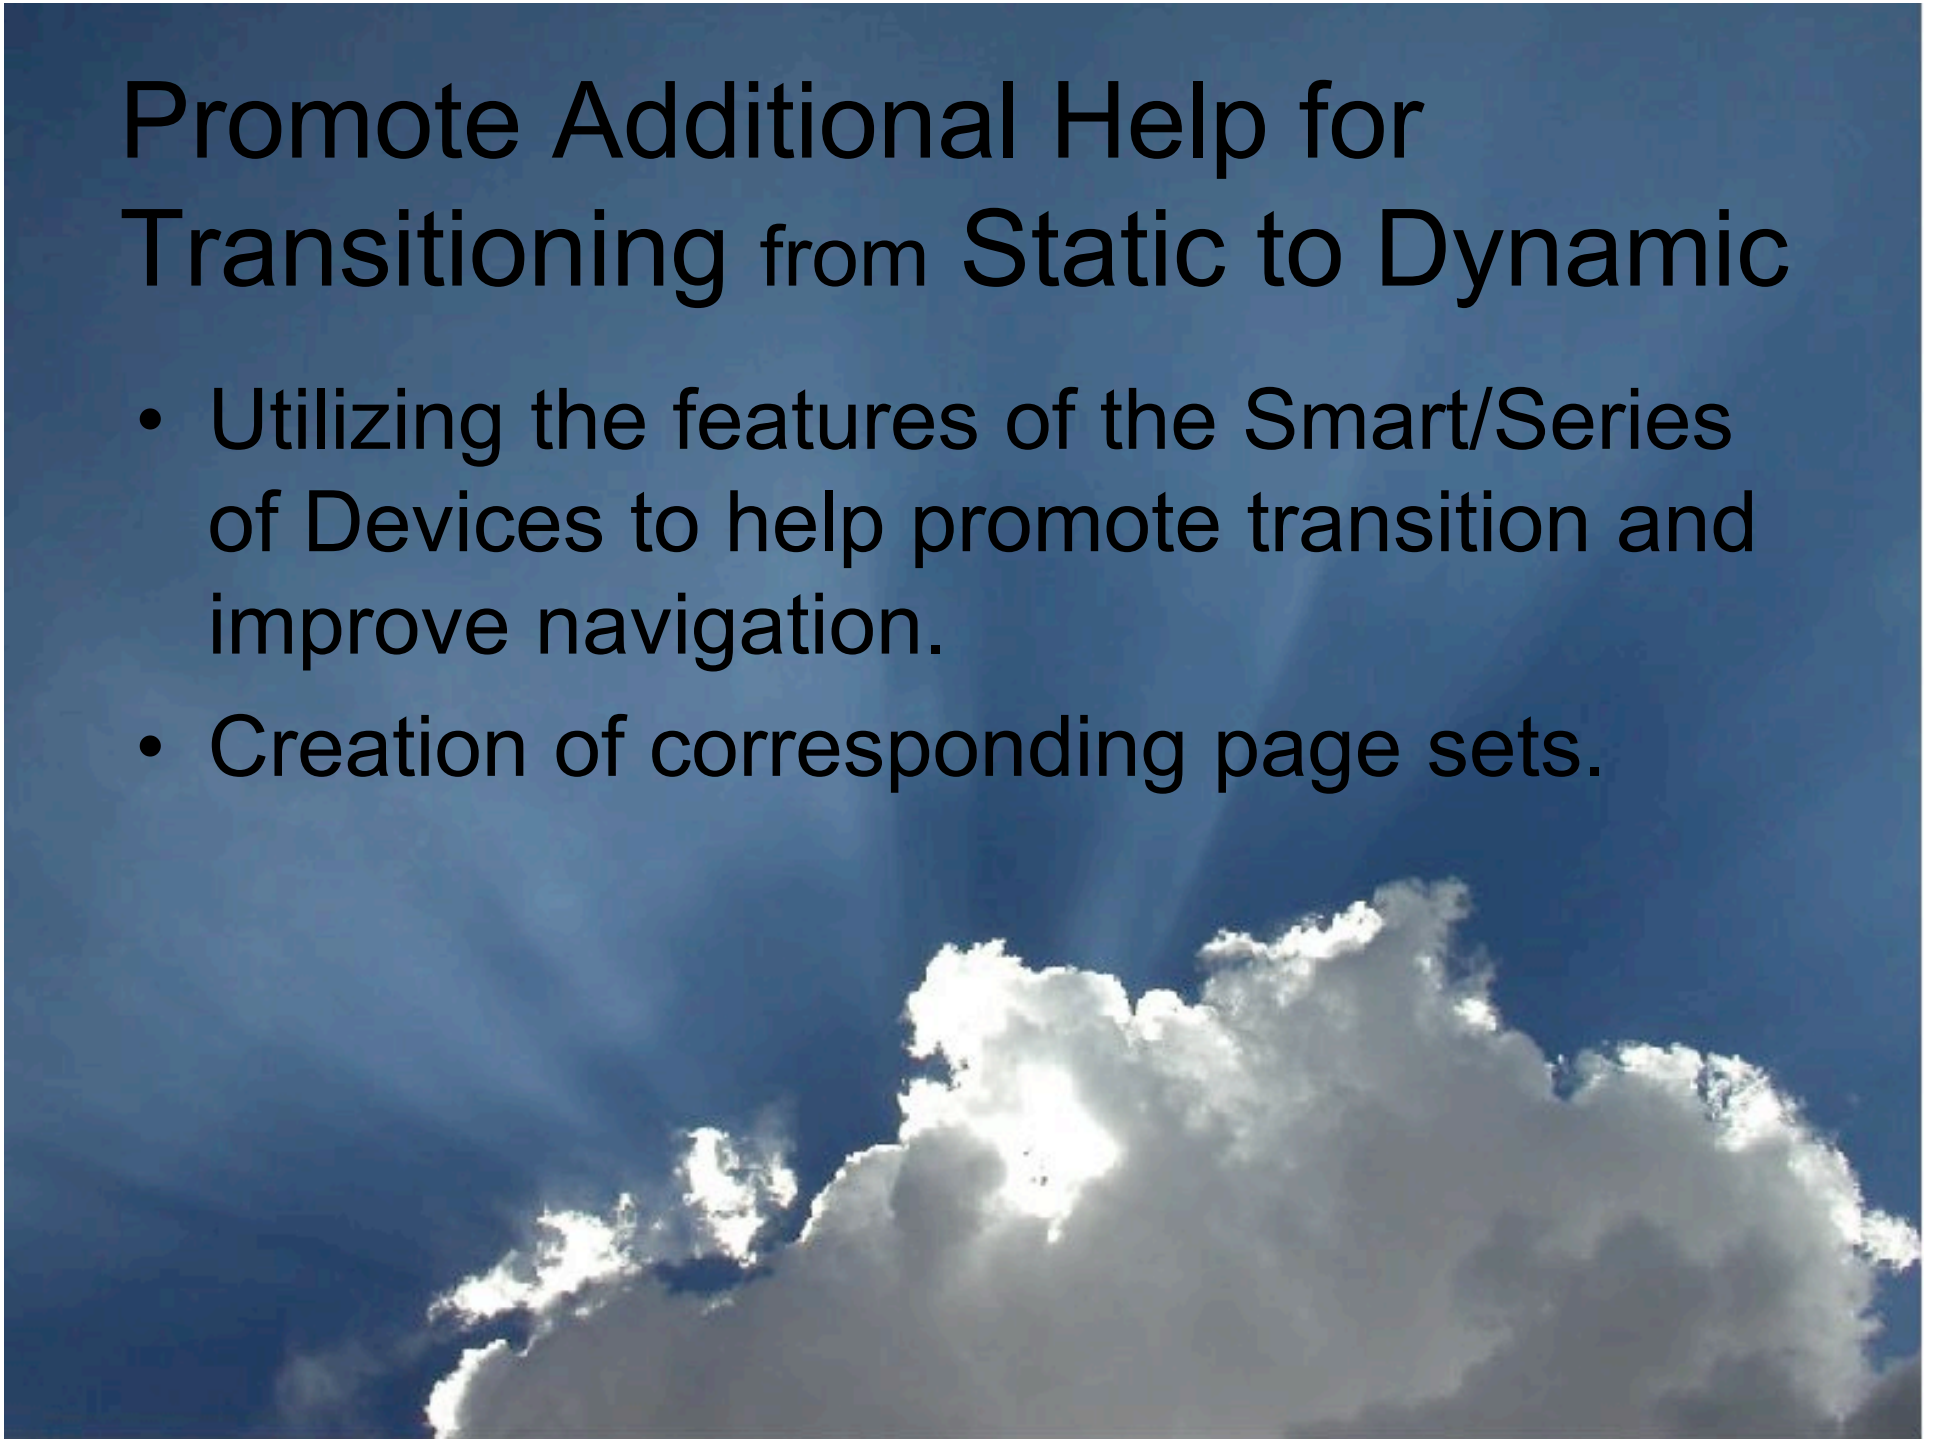 Promote Additional Help for
Transitioning from Static to Dynamic
• Utilizing the features of the Smart/Series
of Devices to help promote transition and
improve navigation.
• Creation of corresponding page sets.